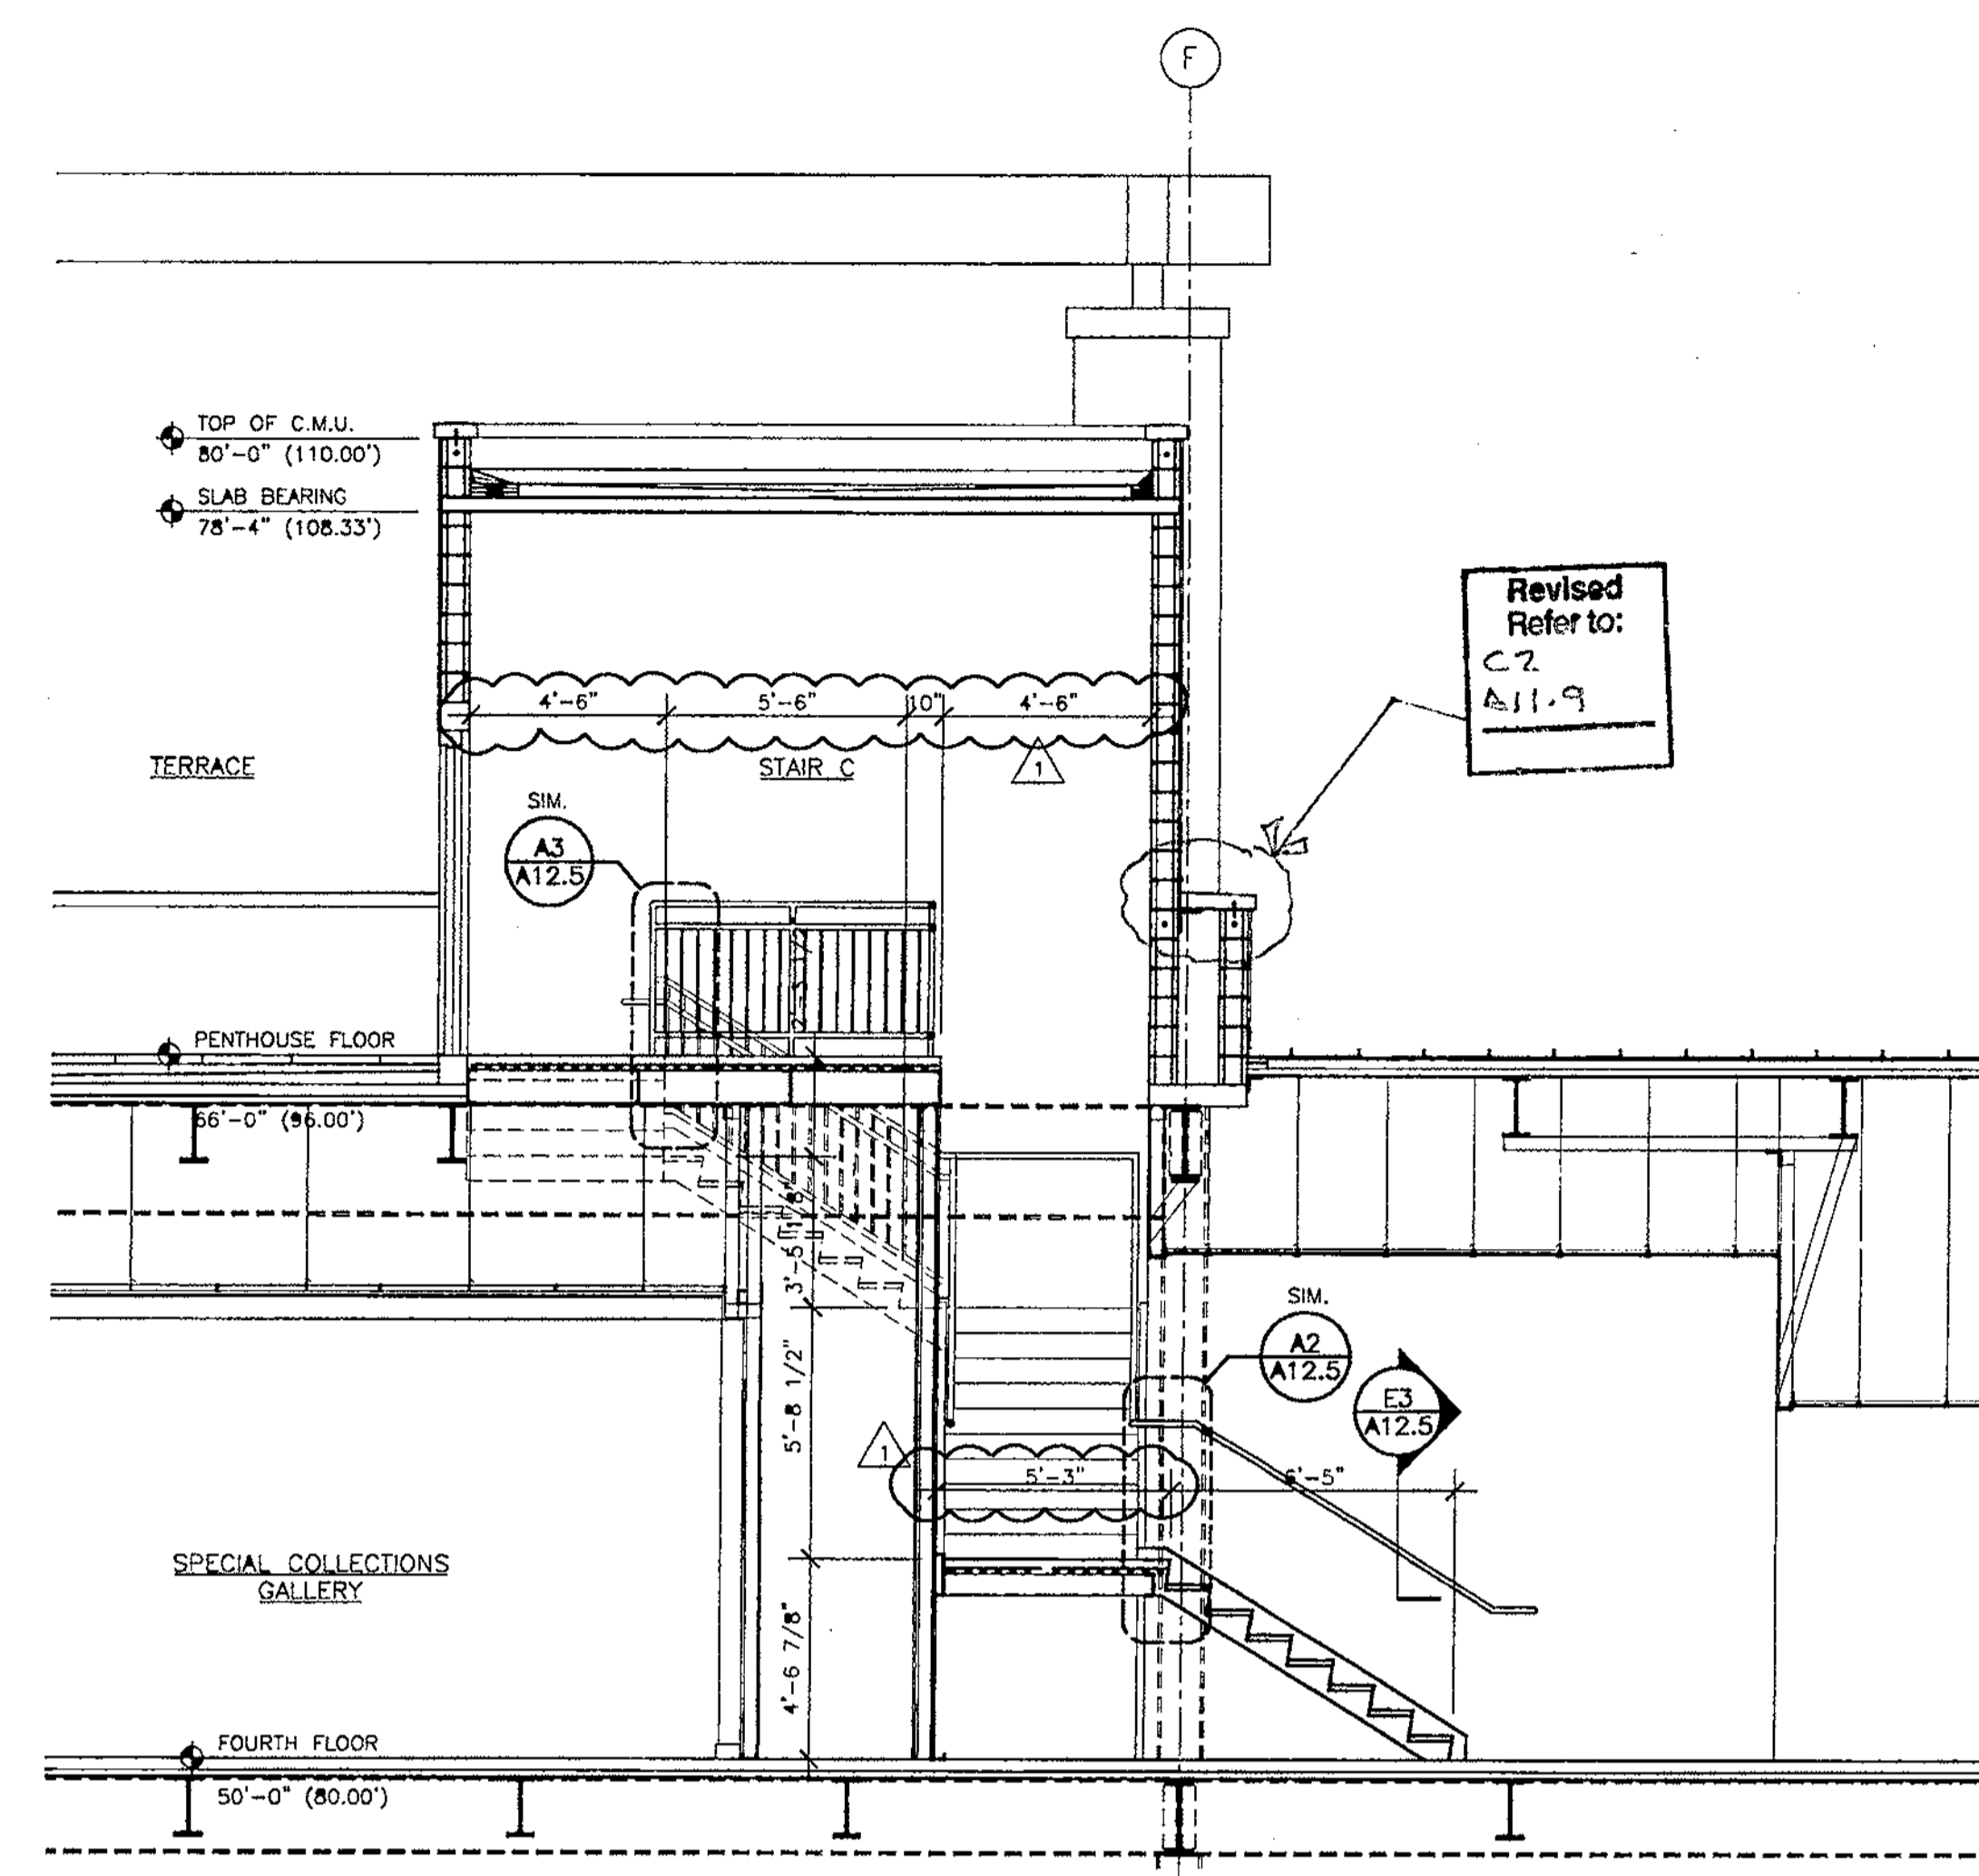 F
TOP OF C.M.U.
80'-0" (110.00')
SLAB BEARING
78'-4" (108.33')
Revised
Refer to:
C2
A11.9
4'-6"
5'-6"
10"
4'-6"
TERRACE
STAIR C
1
SIM.
A3
A12.5
PENTHOUSE FLOOR
66'-0" (96.00')
SIM.
A2
A12.5
E3
A12.5
5'-8 1/2"
1
5'-3"
6'-5"
SPECIAL COLLECTIONS
GALLERY
4'-6 7/8"
FOURTH FLOOR
50'-0" (80.00')